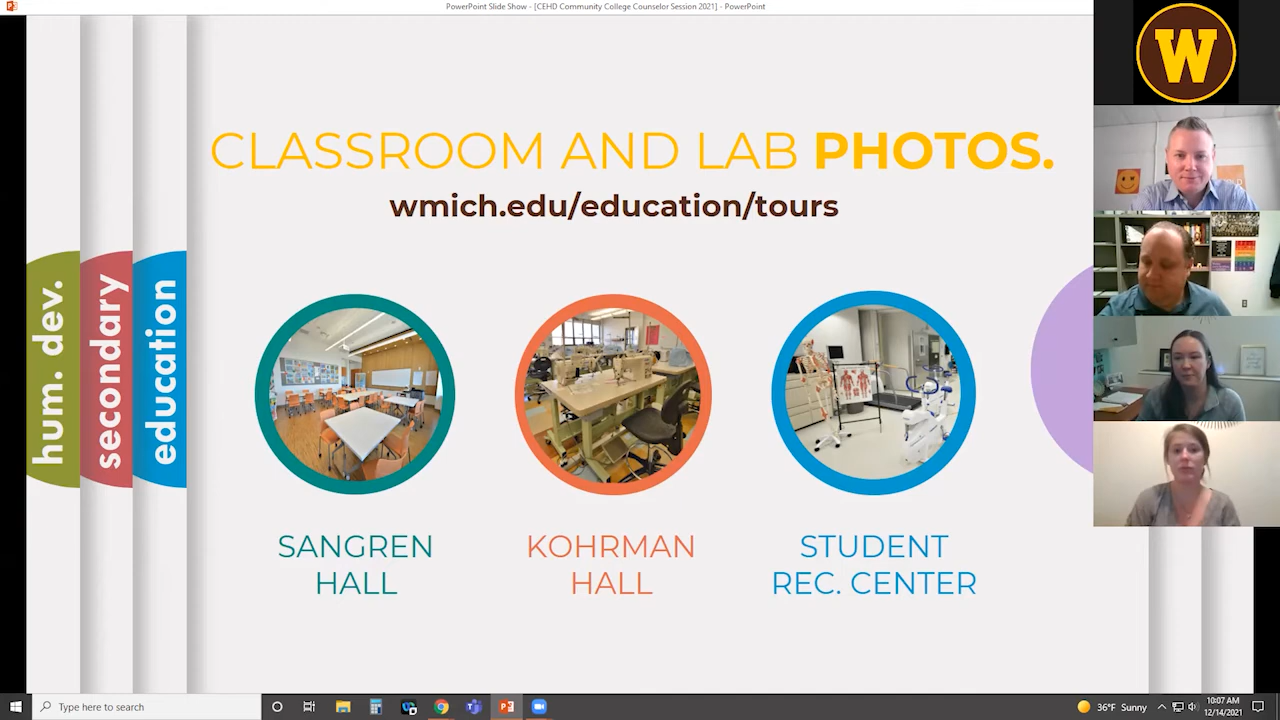 PowerPoint Slide Show - [CEHD Community College Counselor Session 2021] - PowerPoint
W
CLASSROOM AND LAB PHOTOS.
wmich.edu/education/tours
hum. dev.
secondary
education
SANGREN
HALL
KOHRMAN
HALL
STUDENT
REC. CENTER
Type here to search
36°F Sunny
10:07 AM
12/14/2021